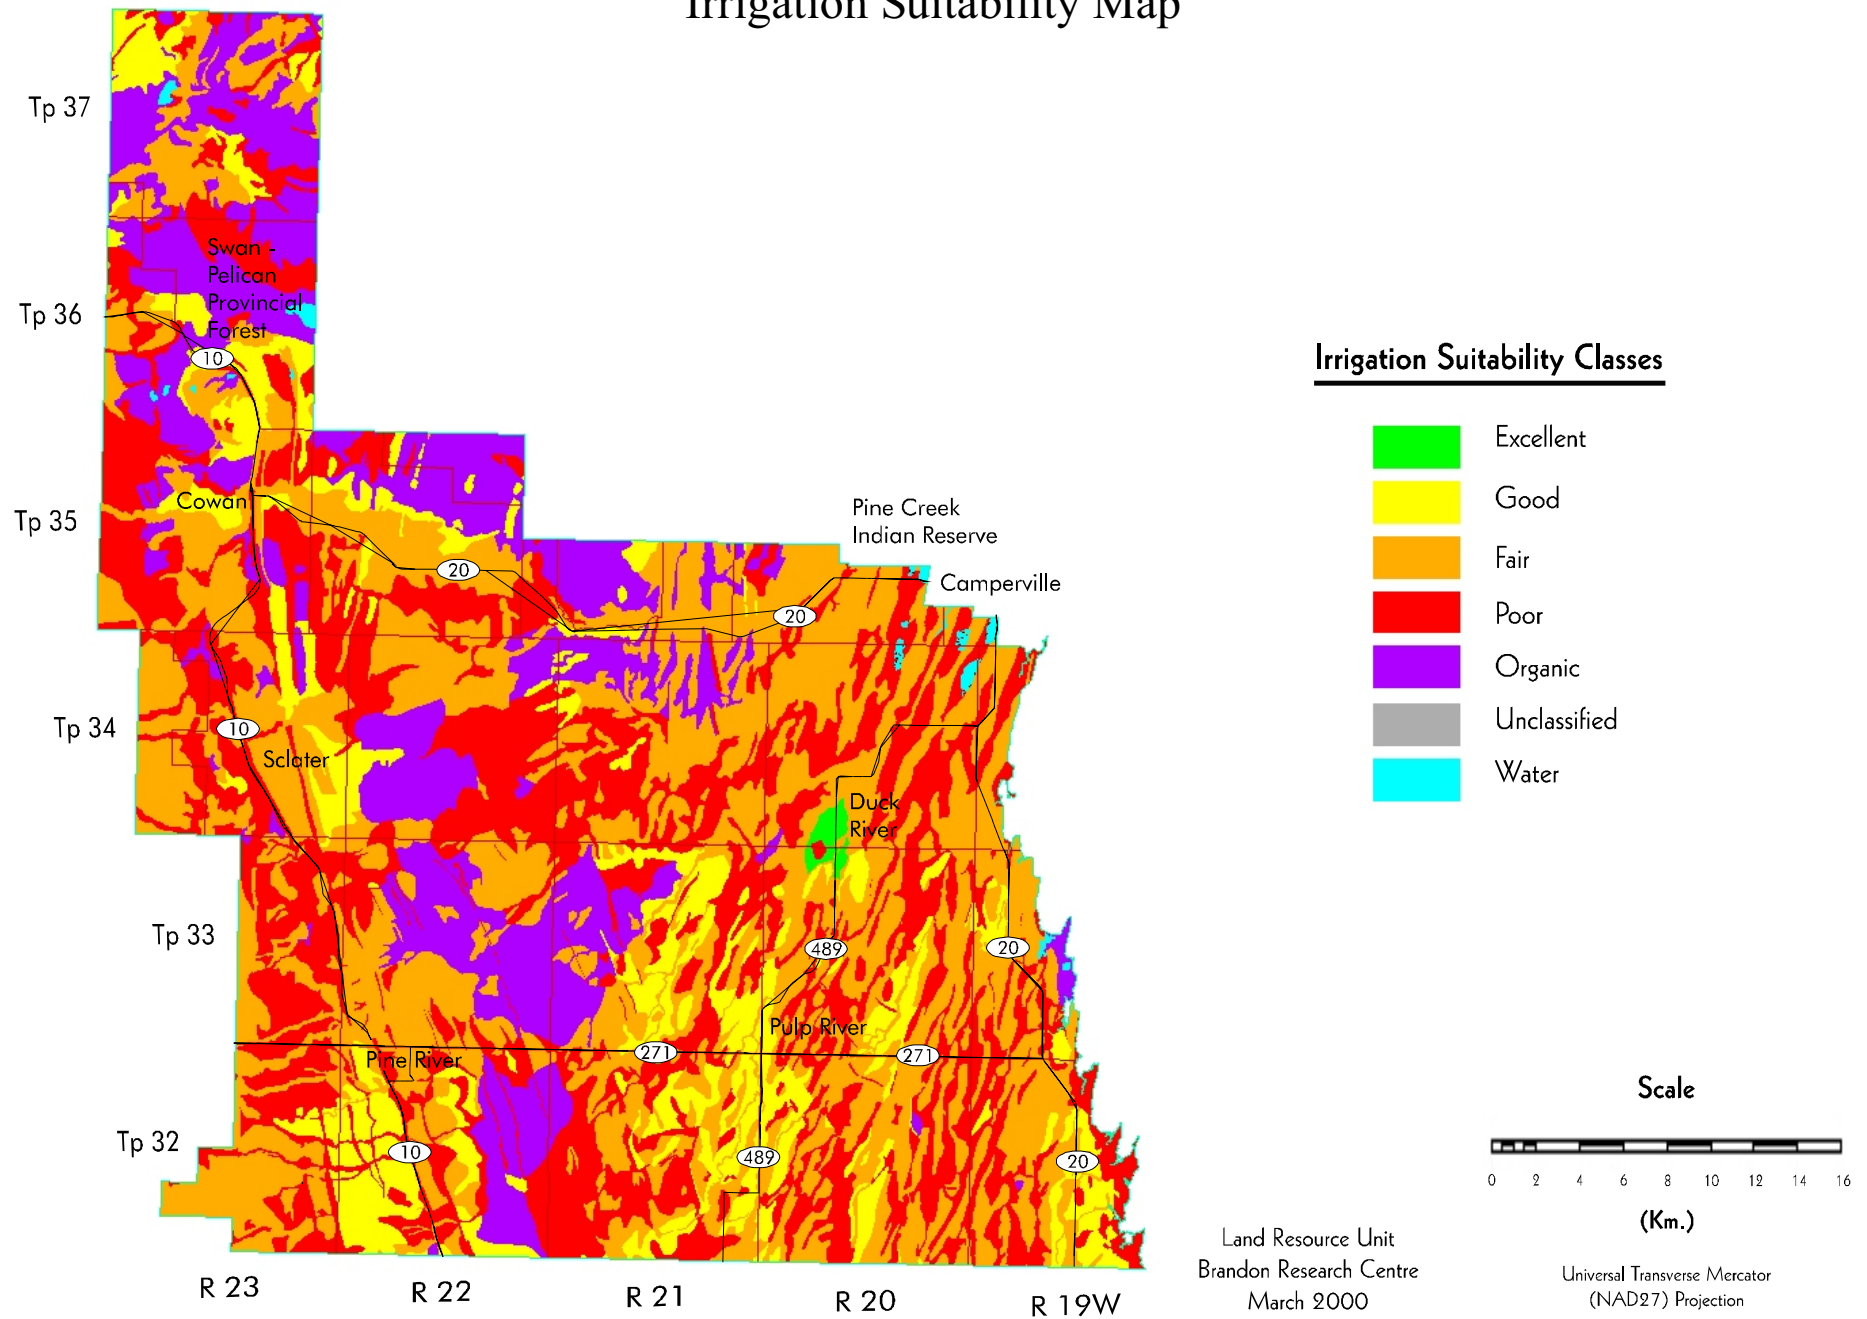 Irrigation Suitability Map
Tp 37
Swan -
Pelican
Provincial
Forest
Tp 36
10
Irrigation Suitability Classes
Excellent
Good
Fair
Poor
Organic
Unclassified
Water
Cowan
Tp 35
Pine Creek
Indian Reserve
20
Camperville
20
Tp 34
10
Sclater
Duck
River
Tp 33
489
20
Pulp River
Pine River
271
271
Tp 32
10
489
20
Scale
0 2 4 6 8 10 12 14 16
(Km.)
Land Resource Unit
Brandon Research Centre
March 2000
Universal Transverse Mercator
(NAD27) Projection
R 23
R 22
R 21
R 20
R 19W